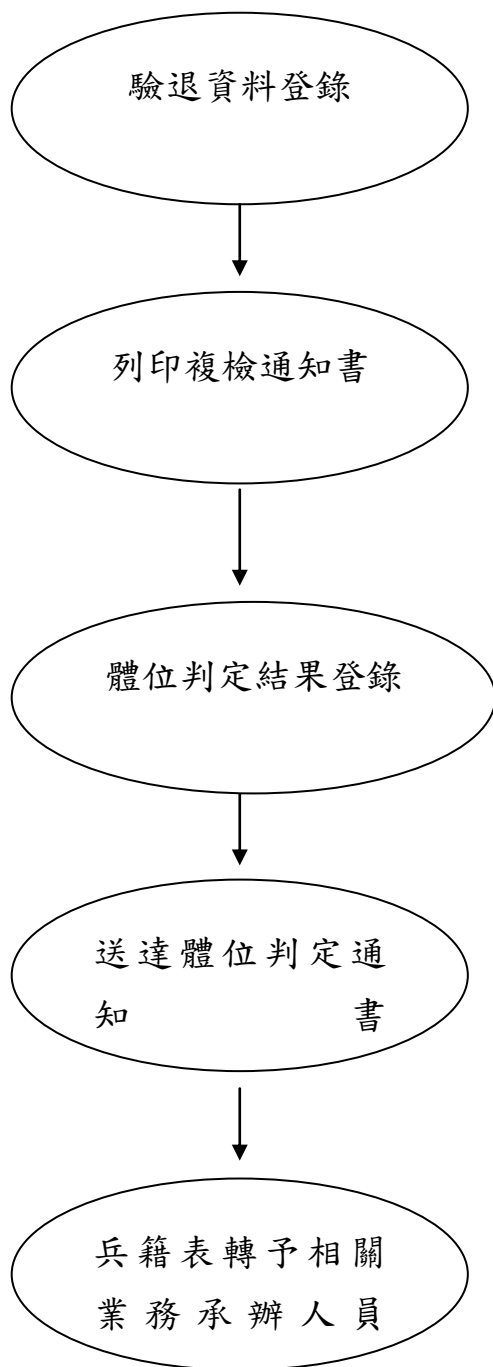 驗退資料登錄
列印複檢通知書
體位判定結果登錄
送達體位判定通
知書
兵籍表轉予相關
業務承辦人員